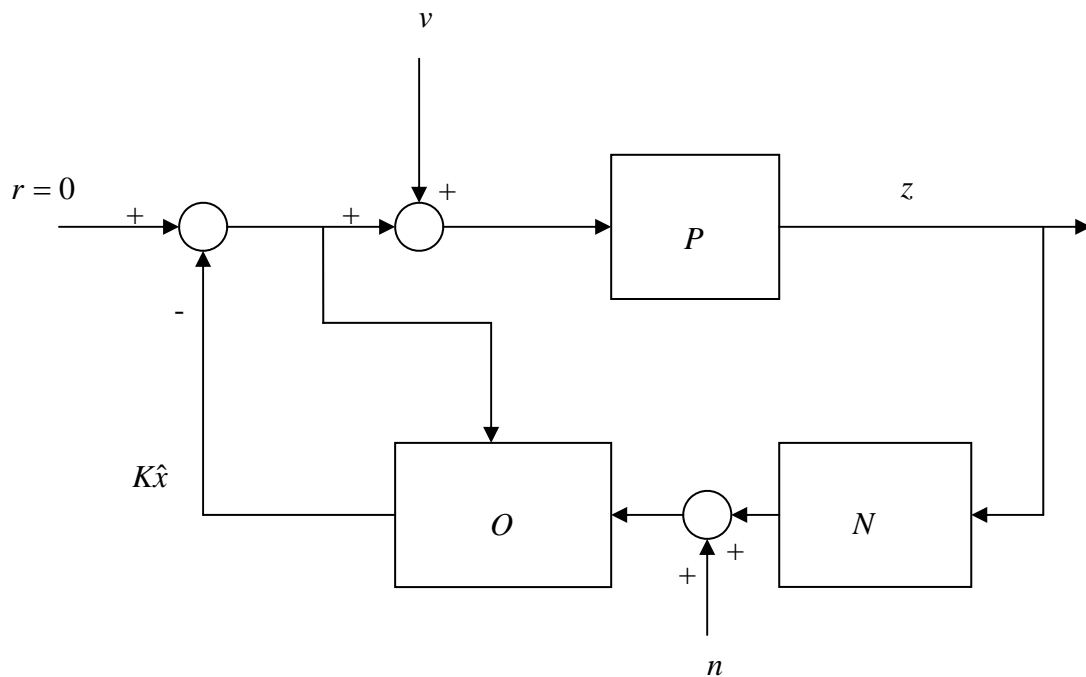 v
r = 0
+
+
+
P
z
-
Kx̂
O
+
+
N
n